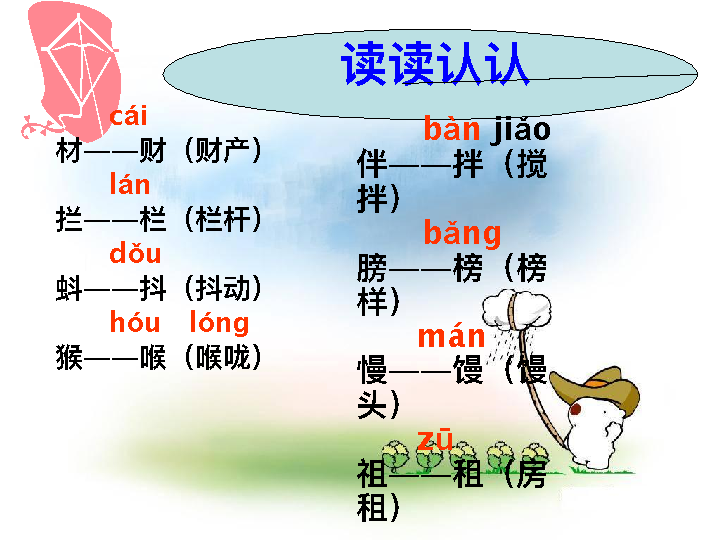 读读认认
cái
材——财（财产）
lán
拦——栏（栏杆）
dǒu
蚪——抖（抖动）
hóu lóng
猴——喉（喉咙）
bàn jiǎo
伴——拌（搅
拌）
bǎng
膀——榜（榜
样）
mán
慢——馒（馒
头）
zū
祖——租（房
租）